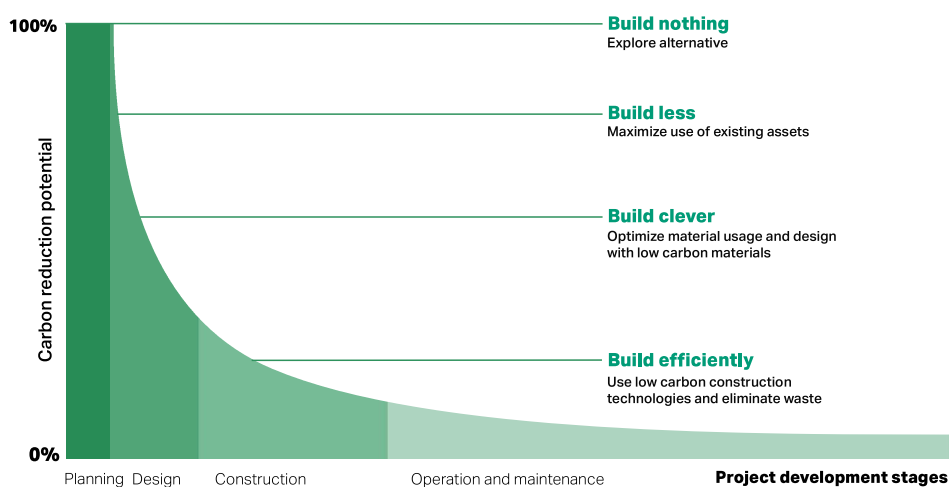 100%
Build nothing
Explore alternative
Build less
Maximize use of existing assets
Carbon reduction potential
Build clever
Optimize material usage and design
with low carbon materials
Build efficiently
Use low carbon construction
technologies and eliminate waste
0%
Planning Design Construction Operation and maintenance Project development stages